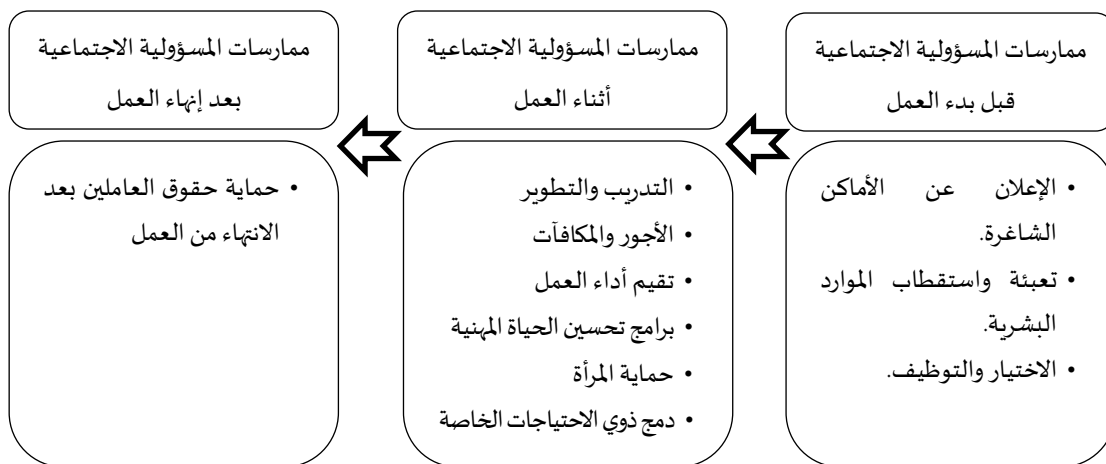 ممارسات المسؤولية الاجتماعية
قبل بدء العمل
• الإعلان عن الأماكن
الشاغرة.
• تعبئة واستقطاب الموارد
البشرية.
• الاختيار والتوظيف.
ممارسات المسؤولية الاجتماعية
أثناء العمل
• التدريب والتطوير
• الأجور والمكافآت
• تقيم أداء العمل
• برامج تحسين الحياة المهنية
• حماية المرأة
• دمج ذوي الاحتياجات الخاصة
ممارسات المسؤولية الاجتماعية
بعد إنهاء العمل
• حماية حقوق العاملين بعد
الانتهاء من العمل